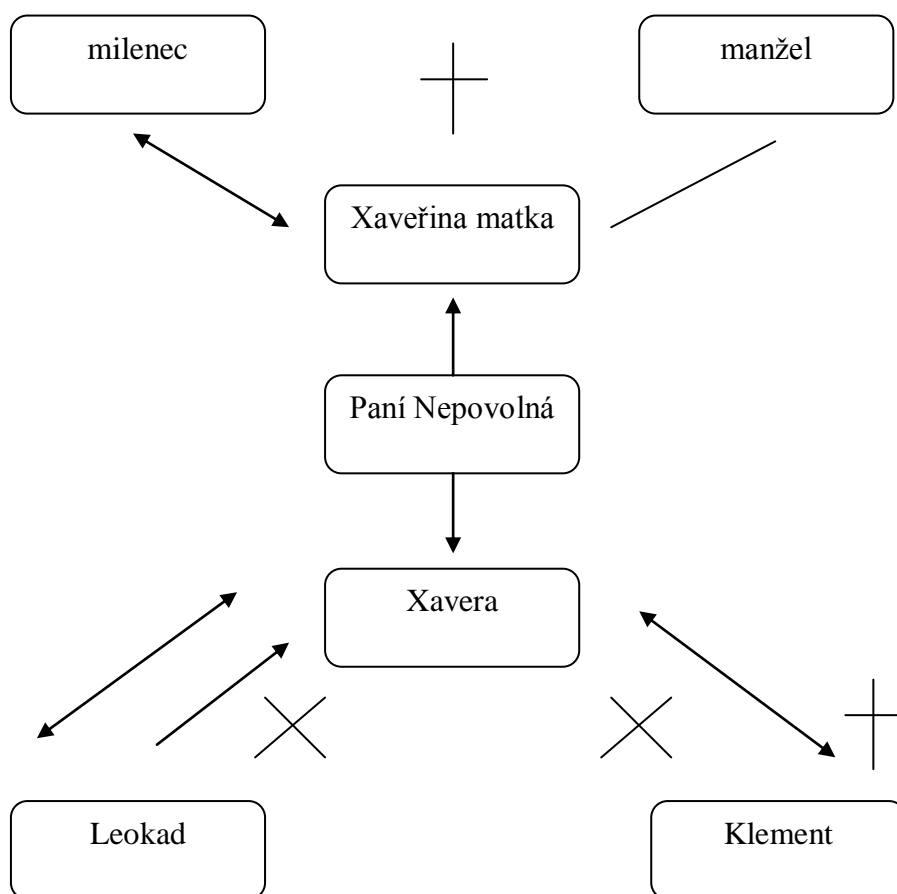 milenec
manžel
Xaveřina matka
Paní Nepovolná
Xavera
Leokad
Klement